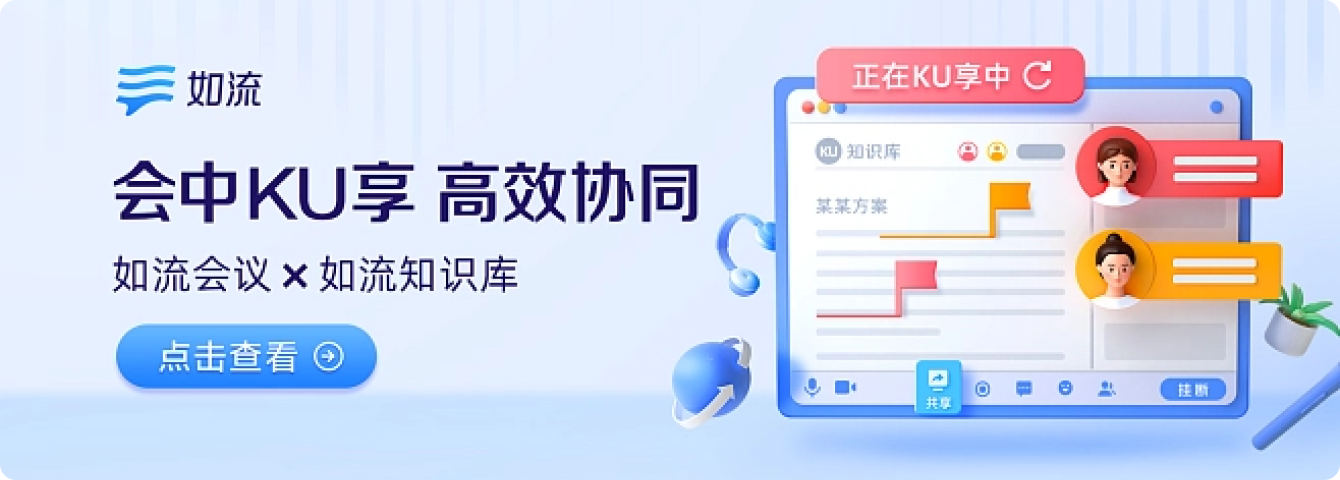 如流
会中KU享 高效协同
如流会议×如流知识库
点击查看
正在KU享中
KU 知识库
某某方案
共享
挂断